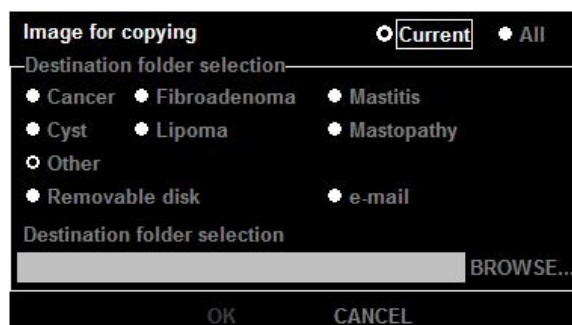 Image for copying Current All
Destination folder selection
Cancer Fibroadenoma Mastitis
Cyst Lipoma Mastopathy
Other
Removable disk e-mail
Destination folder selection
BROWSE...
OK CANCEL